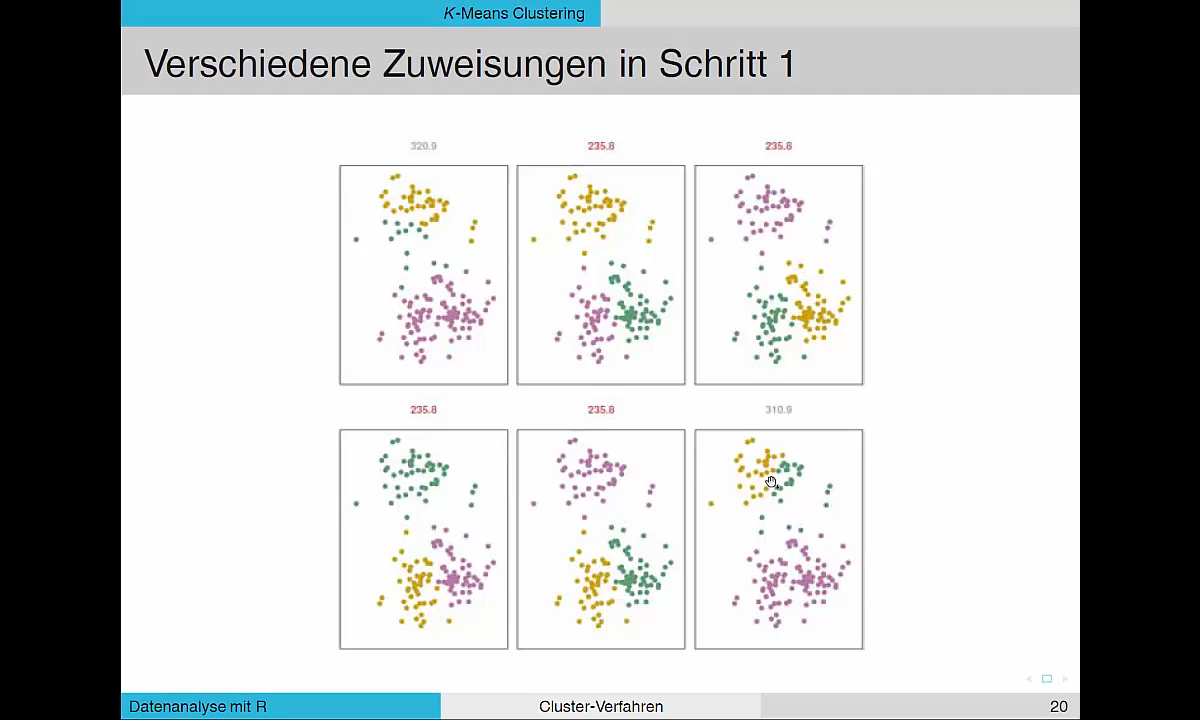 K-Means Clustering
Verschiedene Zuweisungen in Schritt 1
320.9 235.8 235.8
235.8 235.8 310.9
Datenanalyse mit R Cluster-Verfahren 20